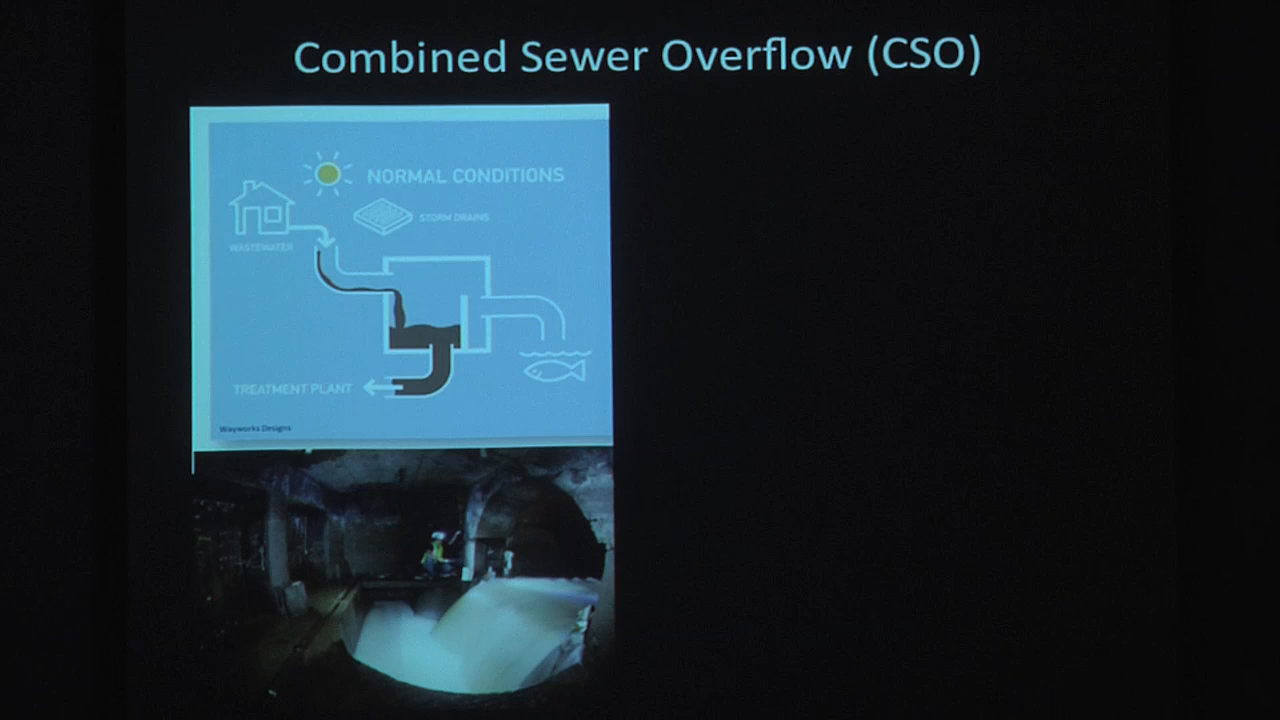 Combined Sewer Overflow (CSO)
NORMAL CONDITIONS
STORM DRAINS
WASTEWATER
TREATMENT PLANT
Wayworks Designs